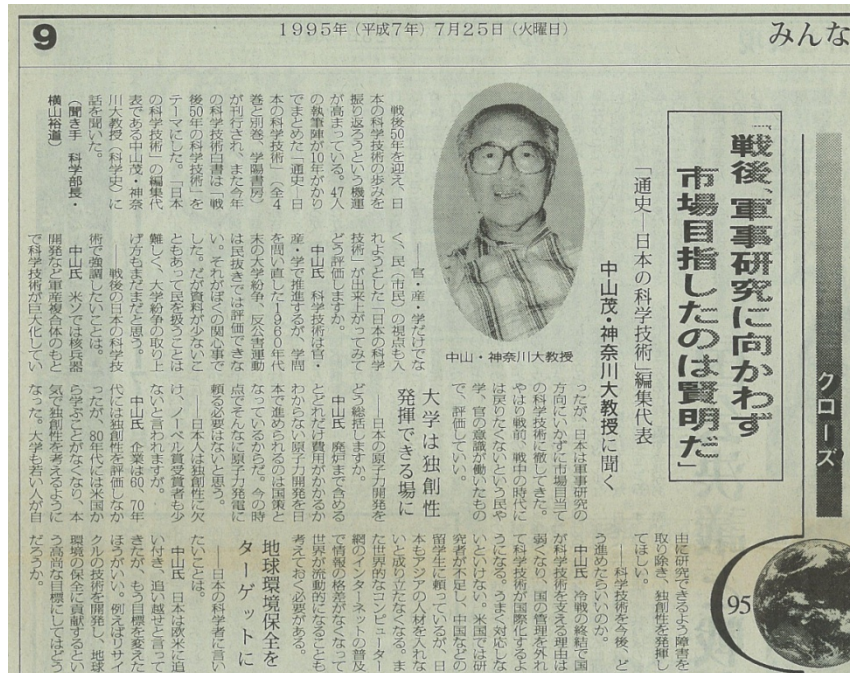 9
1995年(平成7年)7月25日(火曜日)
みんな
クローズ
95
「戦後、軍事研究に向かわず
市場目指したのは賢明だ」
「通史―日本の科学技術」編集代表
中山茂・神奈川大教授に聞く
中山・神奈川大教授
戦後50年を迎え、日
本の科学技術の歩みを
振り返ろうという機運
が高まっている。47人
の執筆陣が10年がかり
でまとめた「通史―日
本の科学技術」(全4
巻と別巻、学陽書房)
が刊行され、また今年
の科学技術白書は「戦
後50年の科学技術」を
テーマにした。「日本
の科学技術」の編集代
表である中山茂・神奈
川大教授(科学史)に
話を聞いた。
(聞き手 科学部長・
横山裕道)
――官・産・学だけでな
く、民(市民)の視点も入
れようとした「日本の科学
技術」が出来上がってみて
どう評価しますか。
中山氏 科学技術は官・
産・学で推進するが、学問
を問い直した1960年代
末の大学紛争、反公害運動
は民抜きでは評価できな
い。それがぼくの関心事で
した。だが資料が少ないこ
ともあって民を扱うことは
難しく、大学紛争の取り上
げ方もまだまだと思う。
――戦後の日本の科学技
術で強調したいことは。
中山氏 米ソでは核兵器
開発など軍産複合体のもと
で科学技術が巨大化してい
ったが、日本は軍事研究の
方向にいかずに市場目当て
の科学技術に徹してきた。
やはり戦前、戦中の時代に
は戻りたくないという民や
学、官の意識が働いたもの
で、評価していい。
大学は独創性
発揮できる場に
――日本の原子力開発を
どう総括しますか。
中山氏 廃炉まで含める
とどれだけ費用がかかるか
わからない原子力開発を日
本で進められるのは国策と
なっているからだ。今の時
点でそんなに原子力発電に
頼る必要はないと思う。
――日本人は独創性に欠
け、ノーベル賞受賞者も少
ないと言われますが。
中山氏 企業は60、70年
代には独創性を評価しなか
ったが、80年代には米国か
ら学ぶことがなくなり、本
気で独創性を考えるように
なった。大学も若い人が自
由に研究できるよう障害を
取り除き、独創性を発揮し
てほしい。
――科学技術を今後、ど
う進めたらいいのか。
中山氏 冷戦の終結で国
が科学技術を支える理由は
弱くなり、国の管理を外れ
て科学技術が国際化するよ
うになる。うまく対応しな
いといけない。米国では研
究者が不足し、中国などの
留学生に頼っているが、日
本もアジアの人材を入れな
いと成り立たなくなる。ま
た世界的なコンピューター
網のインターネットの普及
で情報の格差がなくなって
世界が流動的になることも
考えておく必要がある。
地球環境保全を
ターゲットに
――日本の科学者に言い
たいことは。
中山氏 日本は欧米に追
い付き、追い越せと言って
きたが、もう目標を変えた
ほうがいい。例えばリサイ
クルの技術を開発し、地球
環境の保全に貢献するとい
う高尚な目標にしてはどう
だろうか。